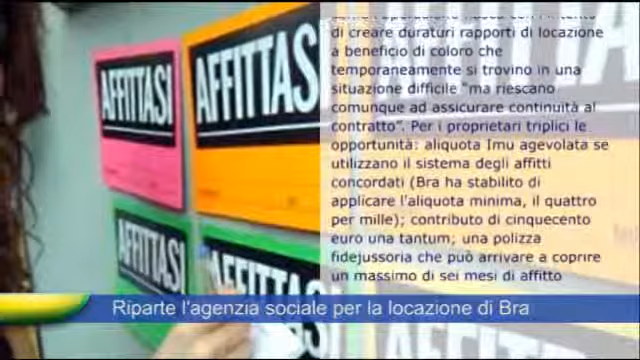 AFFITTASI
AFFITTASI
AFFITTASI
di creare duraturi rapporti di locazione
a beneficio di coloro che
temporaneamente si trovino in una
situazione difficile “ma riescano
comunque ad assicurare continuità al
contratto”. Per i proprietari triplici le
opportunità: aliquota Imu agevolata se
utilizzano il sistema degli affitti
concordati (Bra ha stabilito di
applicare l'aliquota minima, il quattro
per mille); contributo di cinquecento
euro una tantum; una polizza
fidejussoria che può arrivare a coprire
un massimo di sei mesi di affitto
Riparte l'agenzia sociale per la locazione di Bra